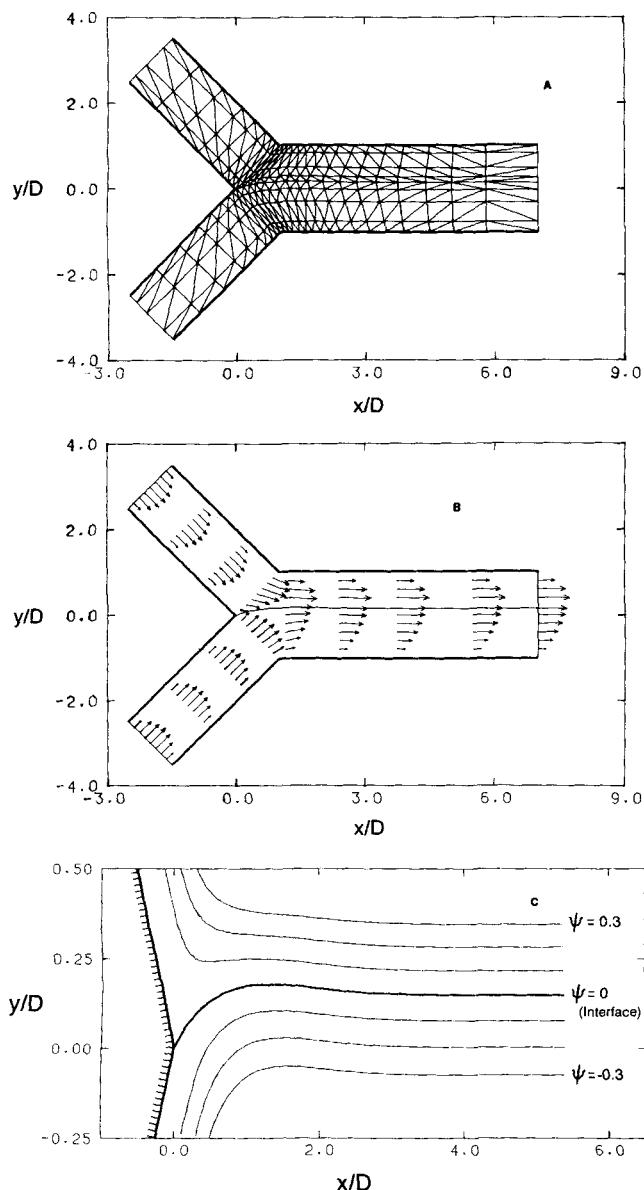 4.0
A
2.0
y/D
0.0
-2.0
-4.0
-3.0 0.0 3.0 6.0 9.0
x/D
4.0
B
2.0
y/D
0.0
-2.0
-4.0
-3.0 0.0 3.0 6.0 9.0
x/D
0.50
C
ψ = 0.3
0.25
y/D
ψ = 0
(Interface)
0.00
ψ = -0.3
-0.25
0.0 2.0 4.0 6.0
x/D